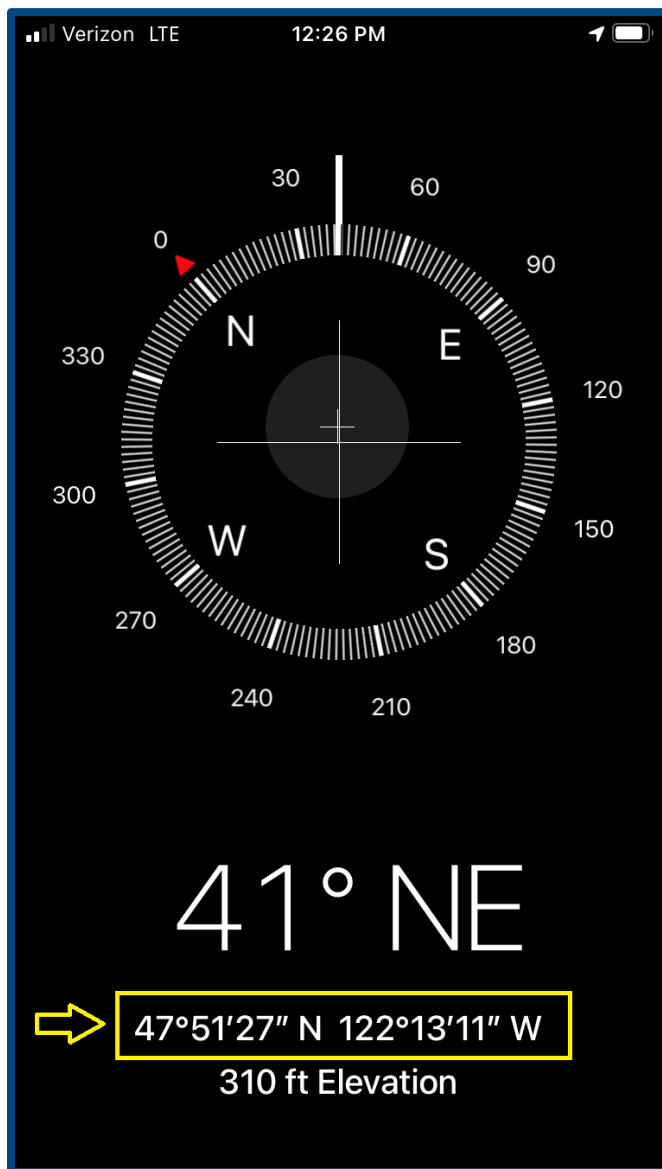 Verizon LTE 12:26 PM
30 60
0 90
N E
330 120
300 150
W S
270 180
240 210
41° NE
47°51′27″ N 122°13′11″ W
310 ft Elevation